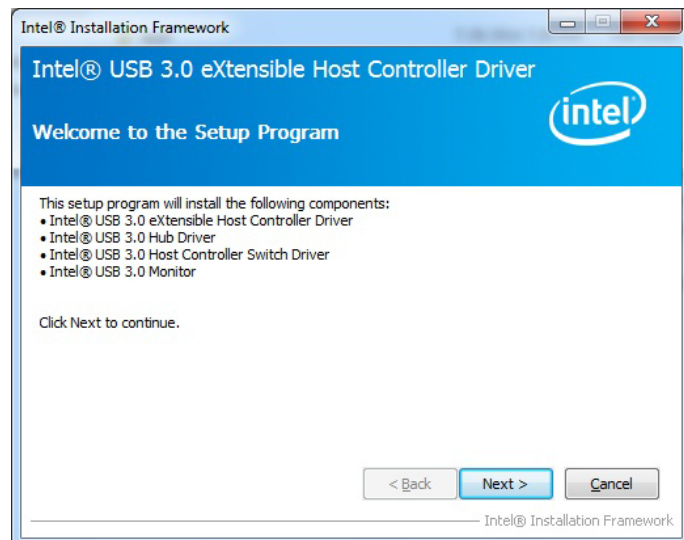 Intel® Installation Framework
Intel® USB 3.0 eXtensible Host Controller Driver
intel
Welcome to the Setup Program
This setup program will install the following components:
• Intel® USB 3.0 eXtensible Host Controller Driver
• Intel® USB 3.0 Hub Driver
• Intel® USB 3.0 Host Controller Switch Driver
• Intel® USB 3.0 Monitor
Click Next to continue.
< Back Next > Cancel
Intel® Installation Framework